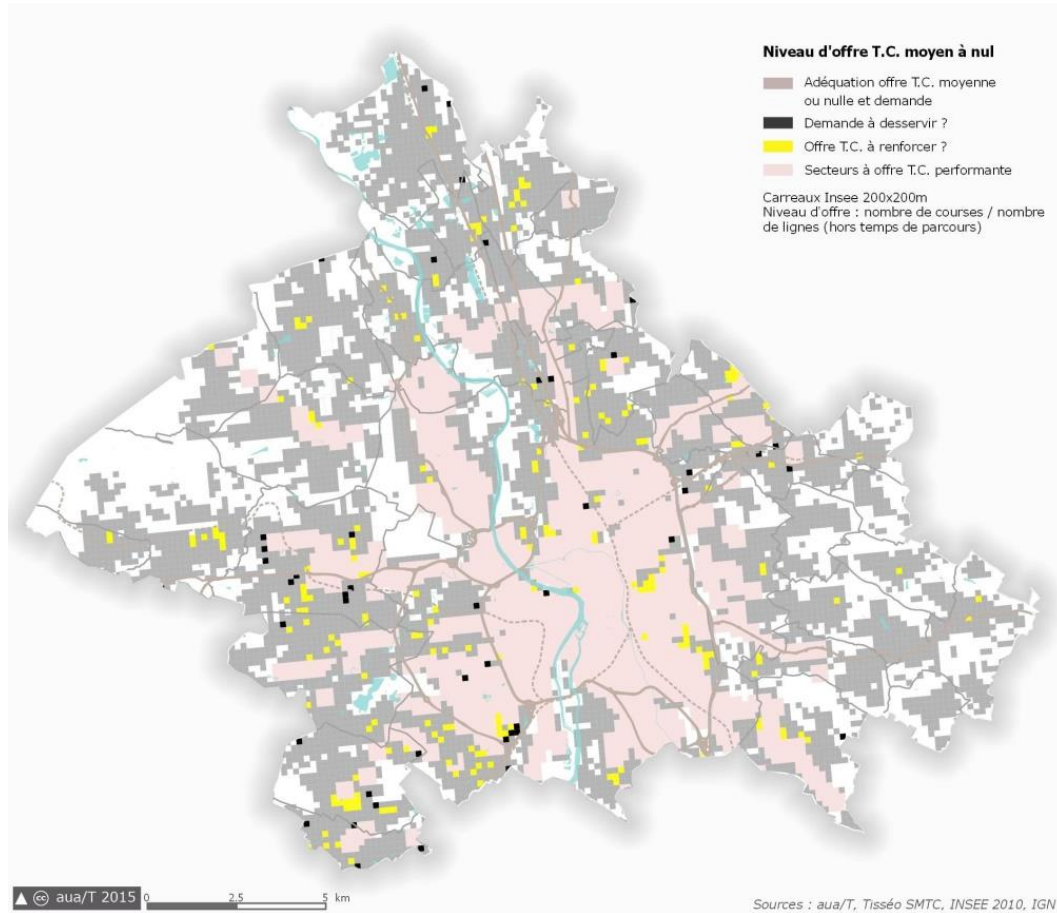 Niveau d'offre T.C. moyen à nul
Adéquation offre T.C. moyenne
ou nulle et demande
Demande à desservir ?
Offre T.C. à renforcer ?
Secteurs à offre T.C. performante
Carreaux Insee 200x200m
Niveau d'offre : nombre de courses / nombre
de lignes (hors temps de parcours)
aua/T 2015
0 2.5 5 km
Sources : aua/T, Tisséo SMTC, INSEE 2010, IGN